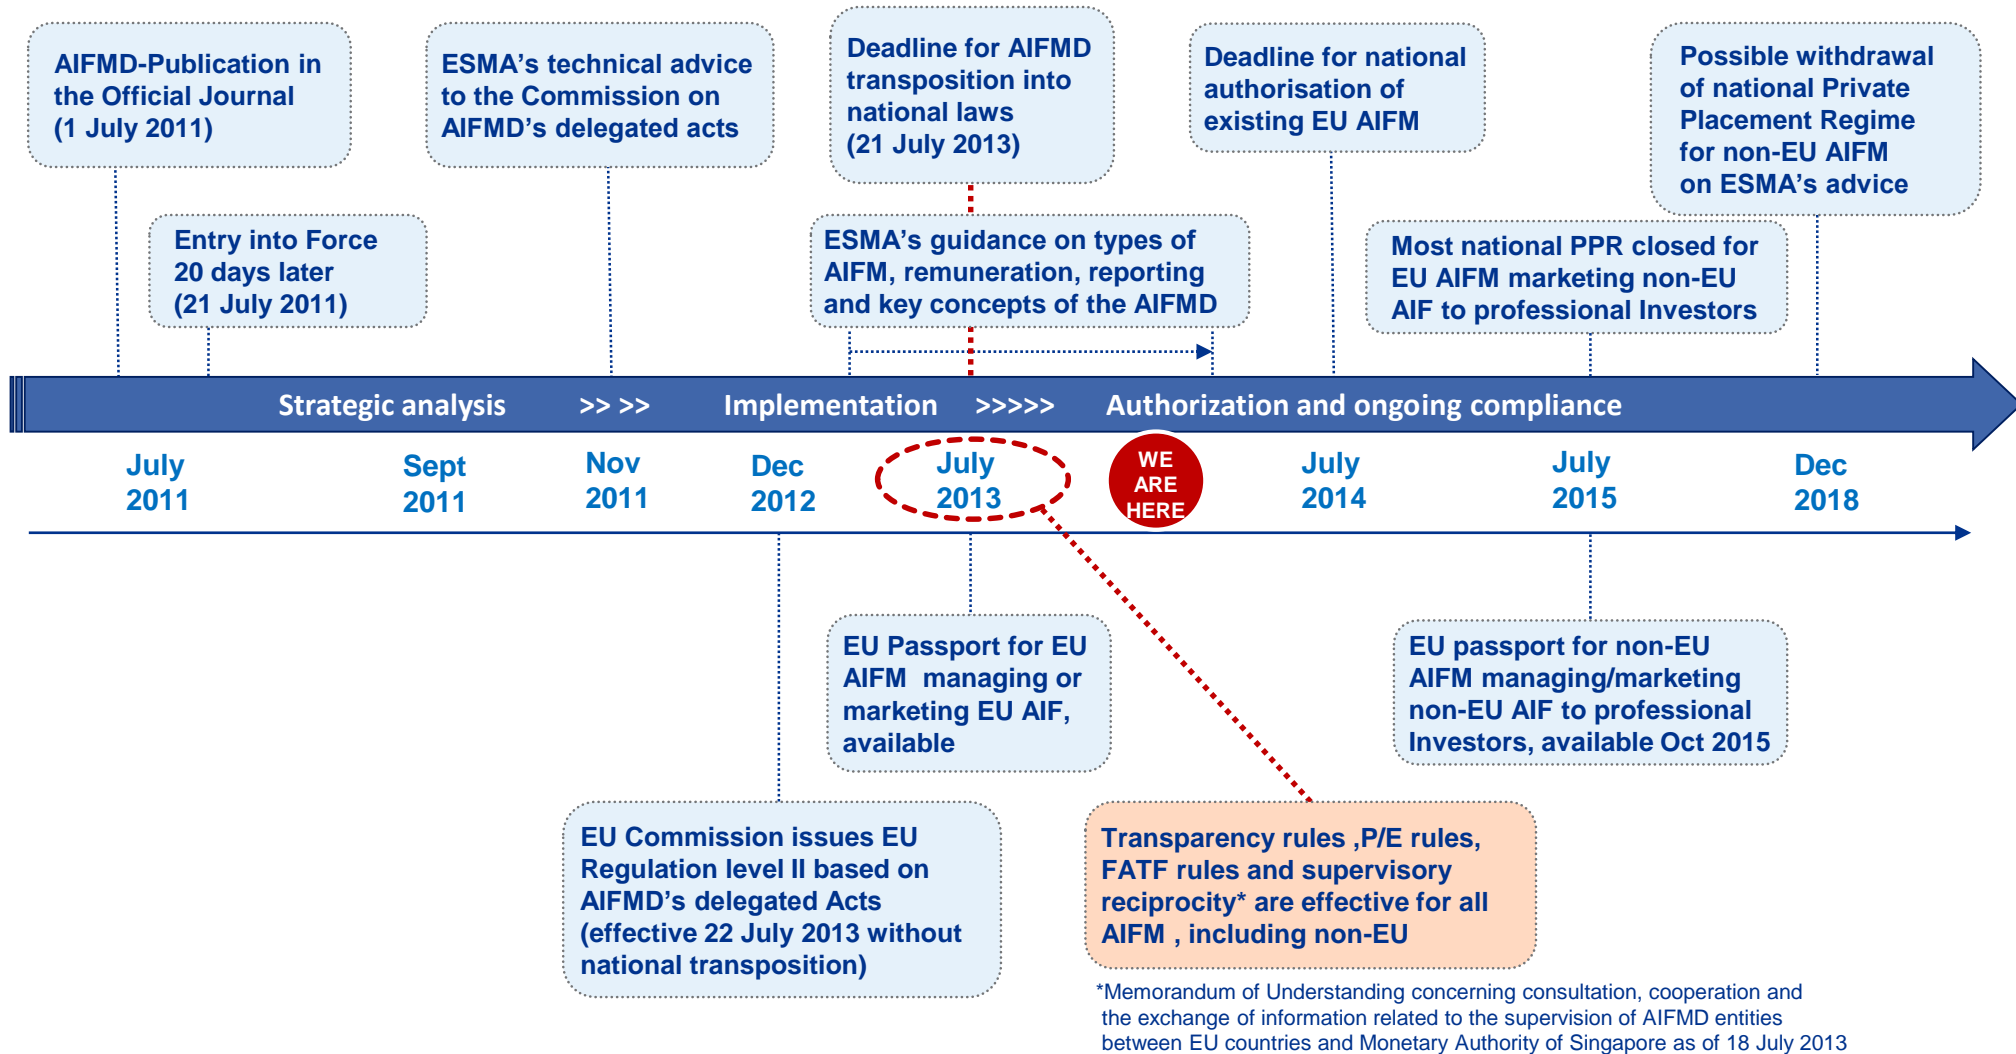 AIFMD-Publication in
the Official Journal
(1 July 2011)
ESMA's technical advice
to the Commission on
AIFMD's delegated acts
Deadline for AIFMD
transposition into
national laws
(21 July 2013)
Deadline for national
authorisation of
existing EU AIFM
Possible withdrawal
of national Private
Placement Regime
for non-EU AIFM
on ESMA's advice
Entry into Force
20 days later
(21 July 2011)
ESMA's guidance on types of
AIFM, remuneration, reporting
and key concepts of the AIFMD
Most national PPR closed for
EU AIFM marketing non-EU
AIF to professional Investors
Strategic analysis >> >> Implementation >>>>> Authorization and ongoing compliance
July
2011
Sept
2011
Nov
2011
Dec
2012
July
2013
WE
ARE
HERE
July
2014
July
2015
Dec
2018
EU Passport for EU
AIFM managing or
marketing EU AIF,
available
EU passport for non-EU
AIFM managing/marketing
non-EU AIF to professional
Investors, available Oct 2015
EU Commission issues EU
Regulation level II based on
AIFMD's delegated Acts
(effective 22 July 2013 without
national transposition)
Transparency rules ,P/E rules,
FATF rules and supervisory
reciprocity* are effective for all
AIFM , including non-EU
*Memorandum of Understanding concerning consultation, cooperation and
the exchange of information related to the supervision of AIFMD entities
between EU countries and Monetary Authority of Singapore as of 18 July 2013